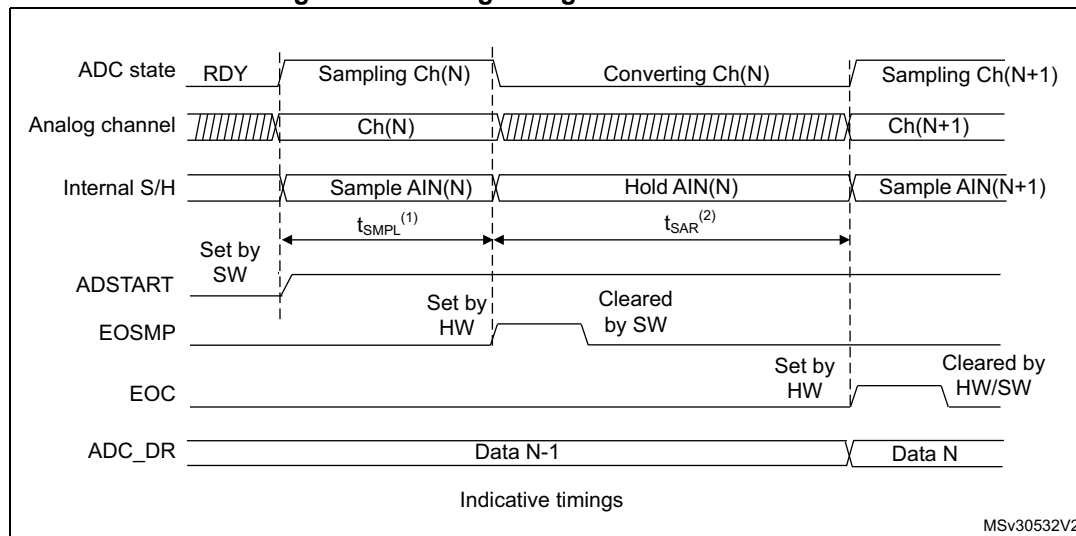 ADC state RDY Sampling Ch(N) Converting Ch(N) Sampling Ch(N+1)
Analog channel Ch(N) Ch(N+1)
Internal S/H Sample AIN(N) Hold AIN(N) Sample AIN(N+1)
tSMPL(1) tSAR(2)
Set by
SW
ADSTART
Set by
HW
Cleared
by SW
EOSMP
Set by
HW
Cleared by
HW/SW
EOC
ADC_DR Data N-1 Data N
Indicative timings
MSv30532V2